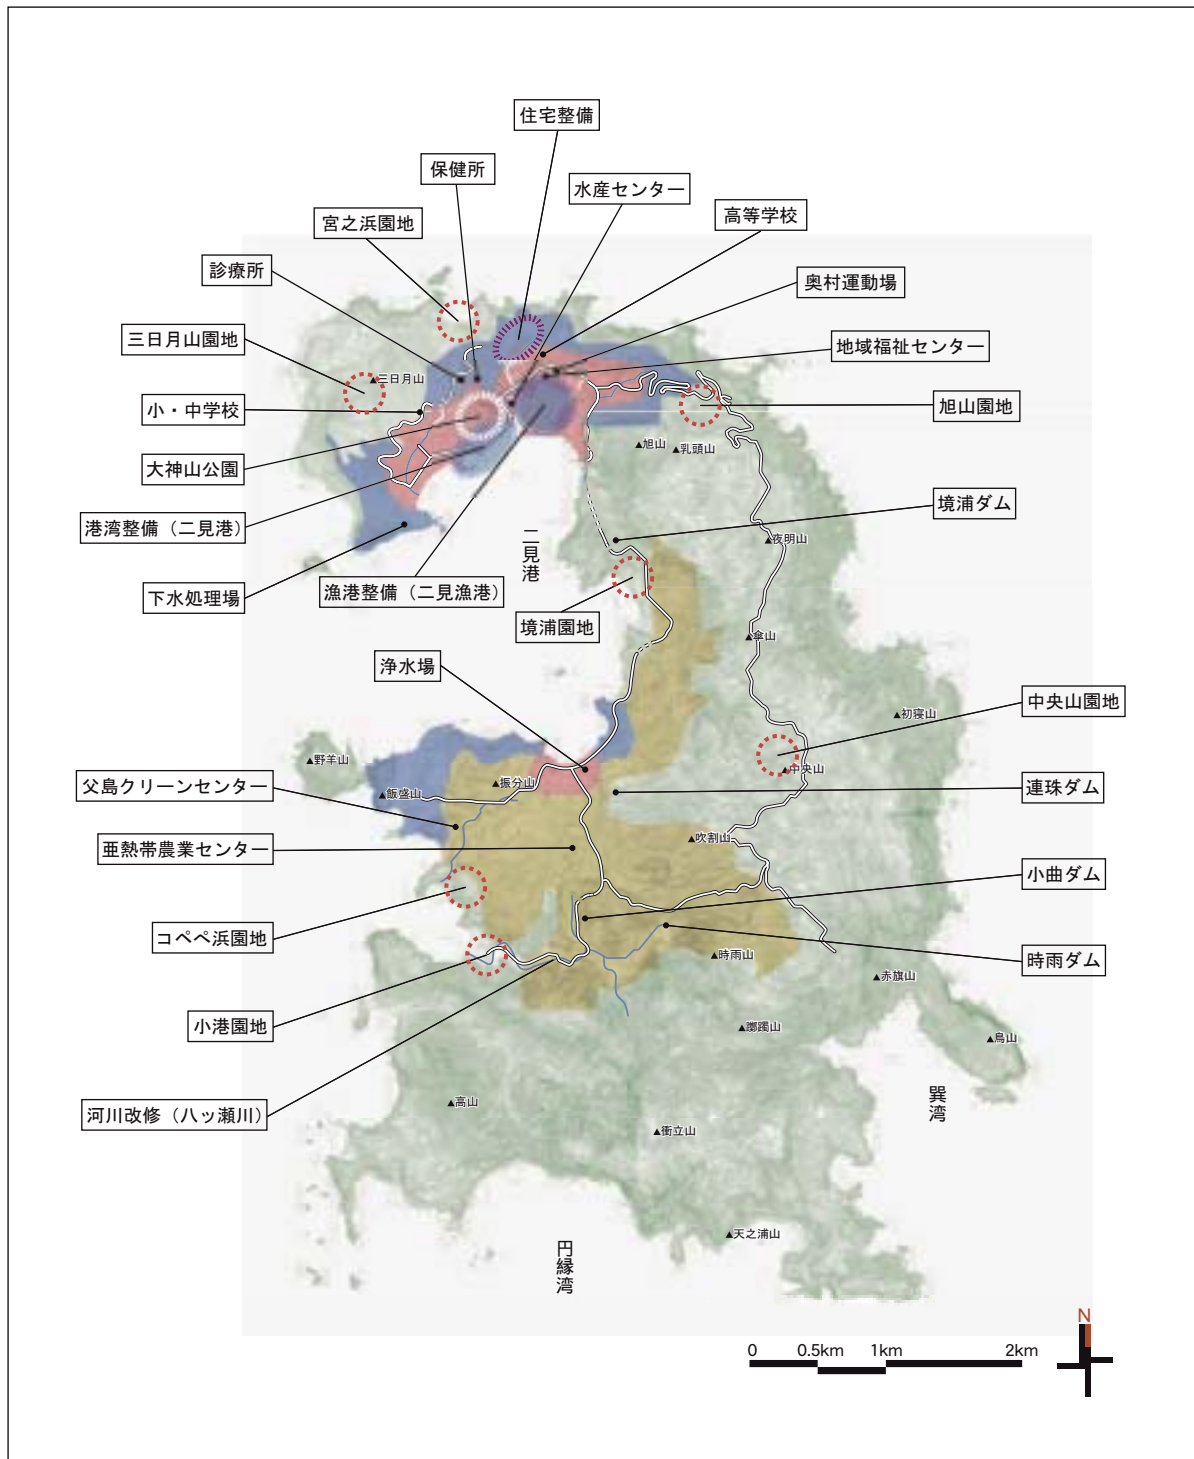 住宅整備
保健所
水産センター
宮之浜園地
高等学校
診療所
奥村運動場
三日月山園地
地域福祉センター
▲三日月山
小・中学校
旭山園地
▲旭山
▲乳頭山
大神山公園
境浦ダム
港湾整備（二見港）
二見港
▲夜明山
下水処理場
漁港整備（二見漁港）
境浦園地
▲傘山
浄水場
中央山園地
▲初寝山
▲野羊山
▲中央山
父島クリーンセンター
▲飯盛山
▲振分山
連珠ダム
亜熱帯農業センター
▲吹割山
小曲ダム
コペペ浜園地
▲時雨山
時雨ダム
▲赤旗山
小港園地
▲躑躅山
▲鳥山
河川改修（八ッ瀬川）
▲高山
巽湾
▲衝立山
▲天之浦山
円縁湾
N
0 0.5km 1km 2km